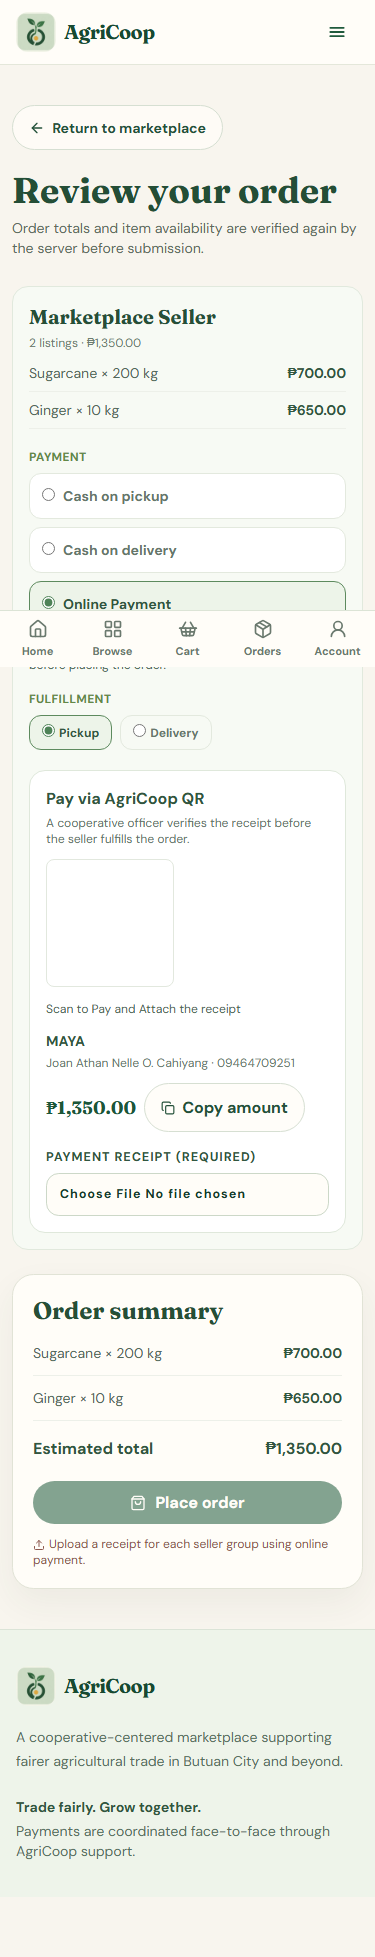 AgriCoop
Return to marketplace
Review your order
Order totals and item availability are verified again by
the server before submission.
Marketplace Seller
2 listings · ₱1,350.00
Sugarcane × 200 kg ₱700.00
Ginger × 10 kg ₱650.00
PAYMENT
Cash on pickup
Cash on delivery
Online Payment
Home Browse Cart Orders Account
before placing the order.
FULFILLMENT
Pickup Delivery
Pay via AgriCoop QR
A cooperative officer verifies the receipt before
the seller fulfills the order.
Scan to Pay and Attach the receipt
MAYA
Joan Athan Nelle O. Cahiyang · 09464709251
₱1,350.00 Copy amount
PAYMENT RECEIPT (REQUIRED)
Choose File No file chosen
Order summary
Sugarcane × 200 kg ₱700.00
Ginger × 10 kg ₱650.00
Estimated total ₱1,350.00
Place order
Upload a receipt for each seller group using online
payment.
AgriCoop
A cooperative-centered marketplace supporting
fairer agricultural trade in Butuan City and beyond.
Trade fairly. Grow together.
Payments are coordinated face-to-face through
AgriCoop support.